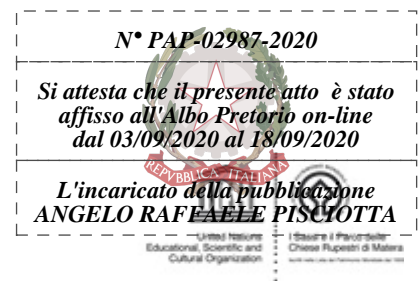 N° PAP-02987-2020
Si attesta che il presente atto è stato
affisso all'Albo Pretorio on-line
dal 03/09/2020 al 18/09/2020
REPVBBLICA ITALIANA
L'incaricato della pubblicazione
ANGELO RAFFAELE PISCIOTTA
United Nations
Educational, Scientific and
Cultural Organization
I Sassi e il Parco delle
Chiese Rupestri di Matera